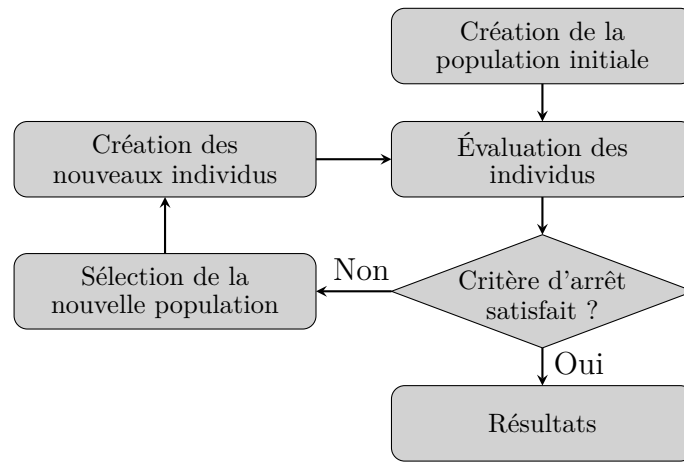 Création de la
population initiale
Création des
nouveaux individus
Évaluation des
individus
Sélection de la
nouvelle population
Non
Critère d'arrêt
satisfait ?
Oui
Résultats